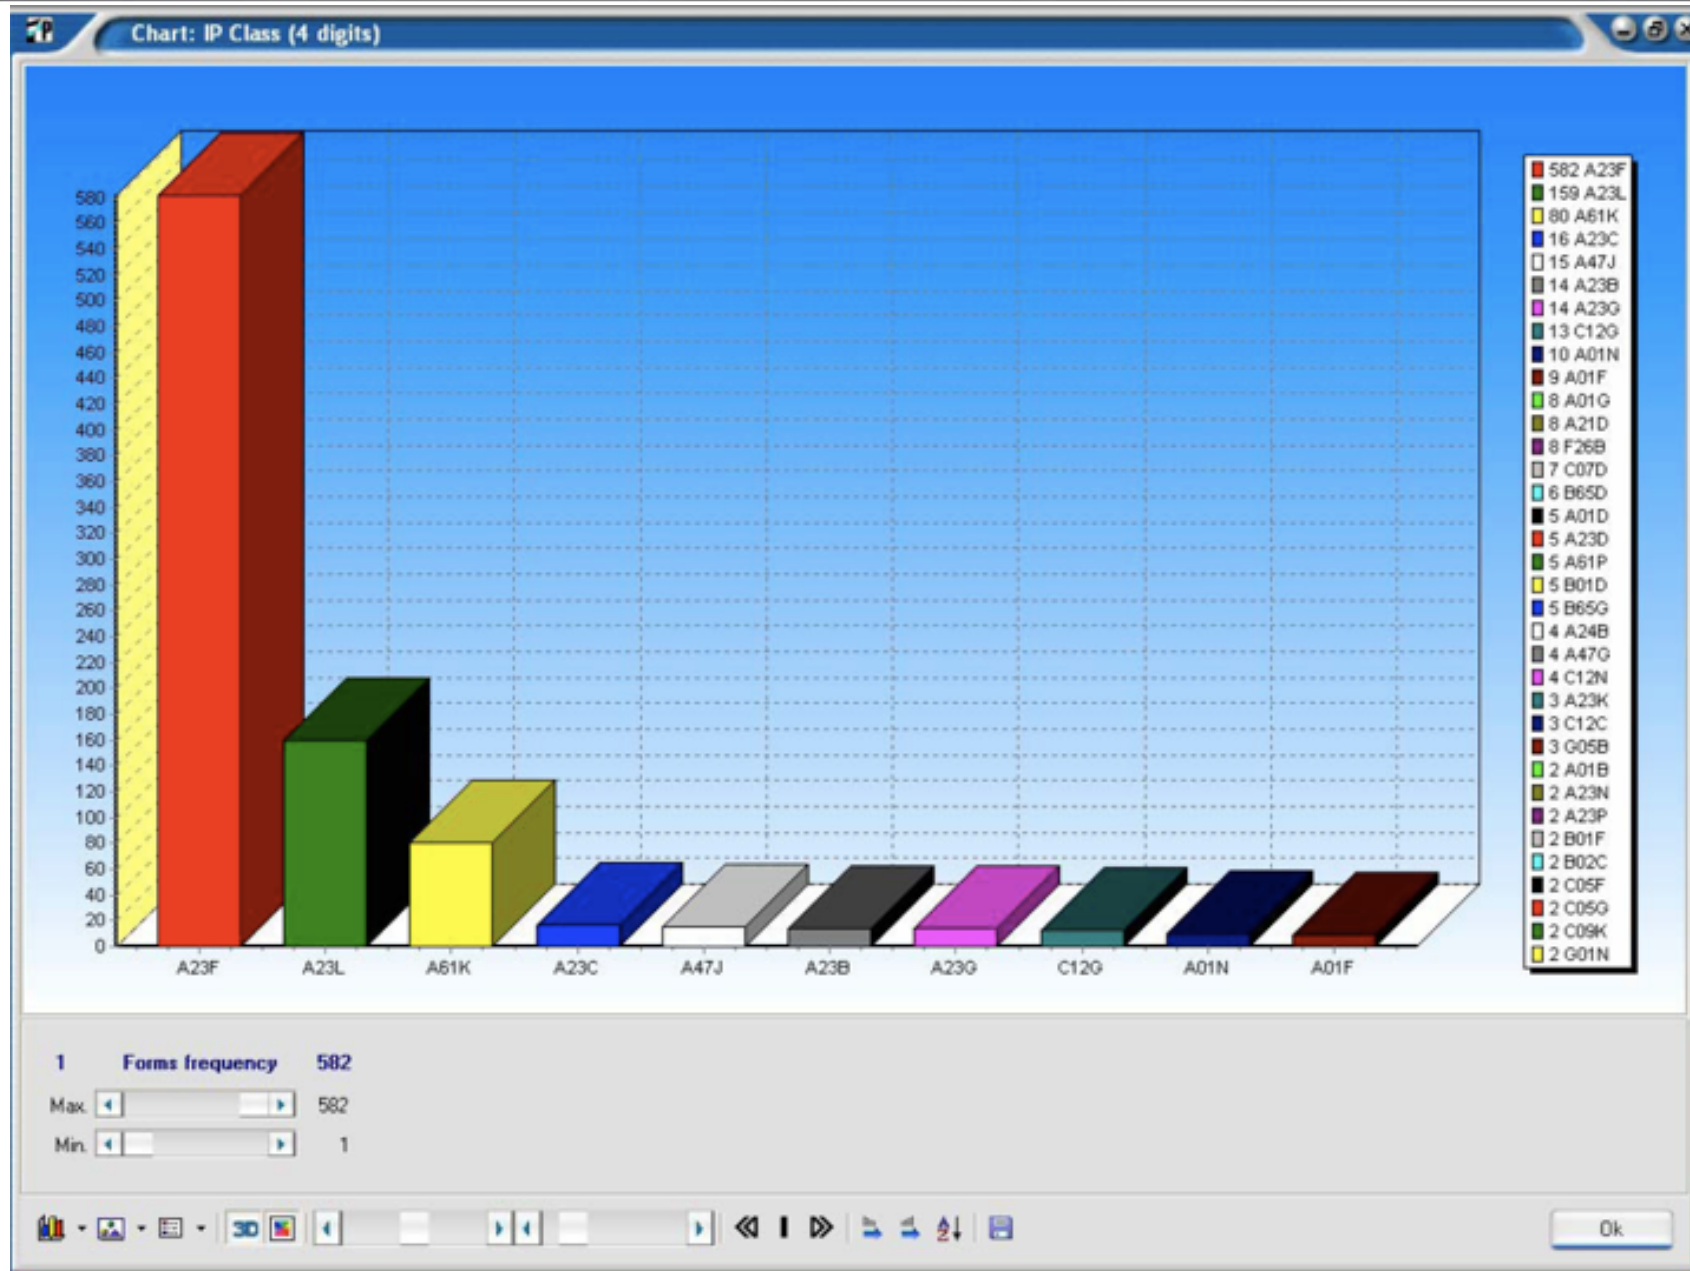 Chart: IP Class (4 digits)
580
560
540
520
500
480
460
440
420
400
380
360
340
320
300
280
260
240
220
200
180
160
140
120
100
80
60
40
20
0
A23F A23L A61K A23C A47J A23B A23G C12G A01N A01F
582 A23F
159 A23L
80 A61K
16 A23C
15 A47J
14 A23B
14 A23G
13 C12G
10 A01N
9 A01F
8 A01G
8 A21D
8 F26B
7 C07D
6 B65D
5 A01D
5 A23D
5 A61P
5 B01D
5 B65G
4 A24B
4 A47G
4 C12N
3 A23K
3 C12C
3 G05B
2 A01B
2 A23N
2 A23P
2 B01F
2 B02C
2 C05F
2 C05G
2 C09K
2 G01N
1 Forms frequency 582
Max. 582
Min. 1
3D
Ok